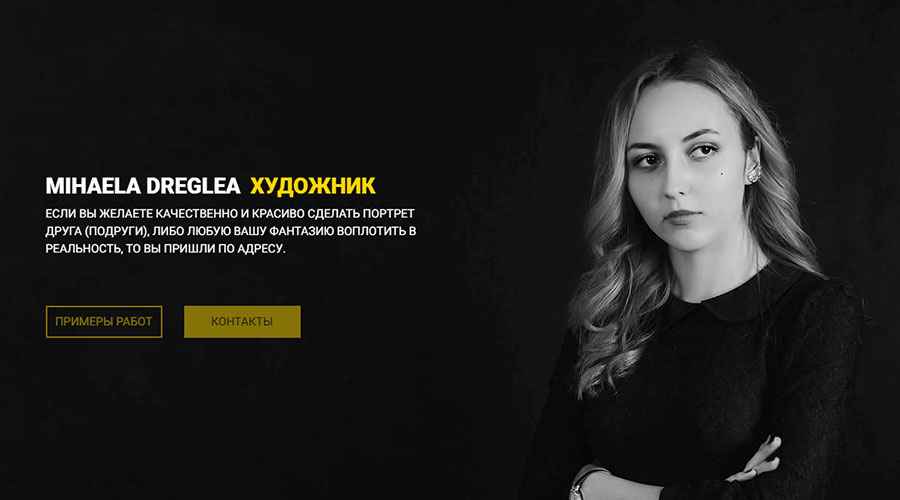 MIHAELA DREGLEA ХУДОЖНИК
ЕСЛИ ВЫ ЖЕЛАЕТЕ КАЧЕСТВЕННО И КРАСИВО СДЕЛАТЬ ПОРТРЕТ
ДРУГА (ПОДРУГИ), ЛИБО ЛЮБУЮ ВАШУ ФАНТАЗИЮ ВОПЛОТИТЬ В
РЕАЛЬНОСТЬ, ТО ВЫ ПРИШЛИ ПО АДРЕСУ.
ПРИМЕРЫ РАБОТ
КОНТАКТЫ